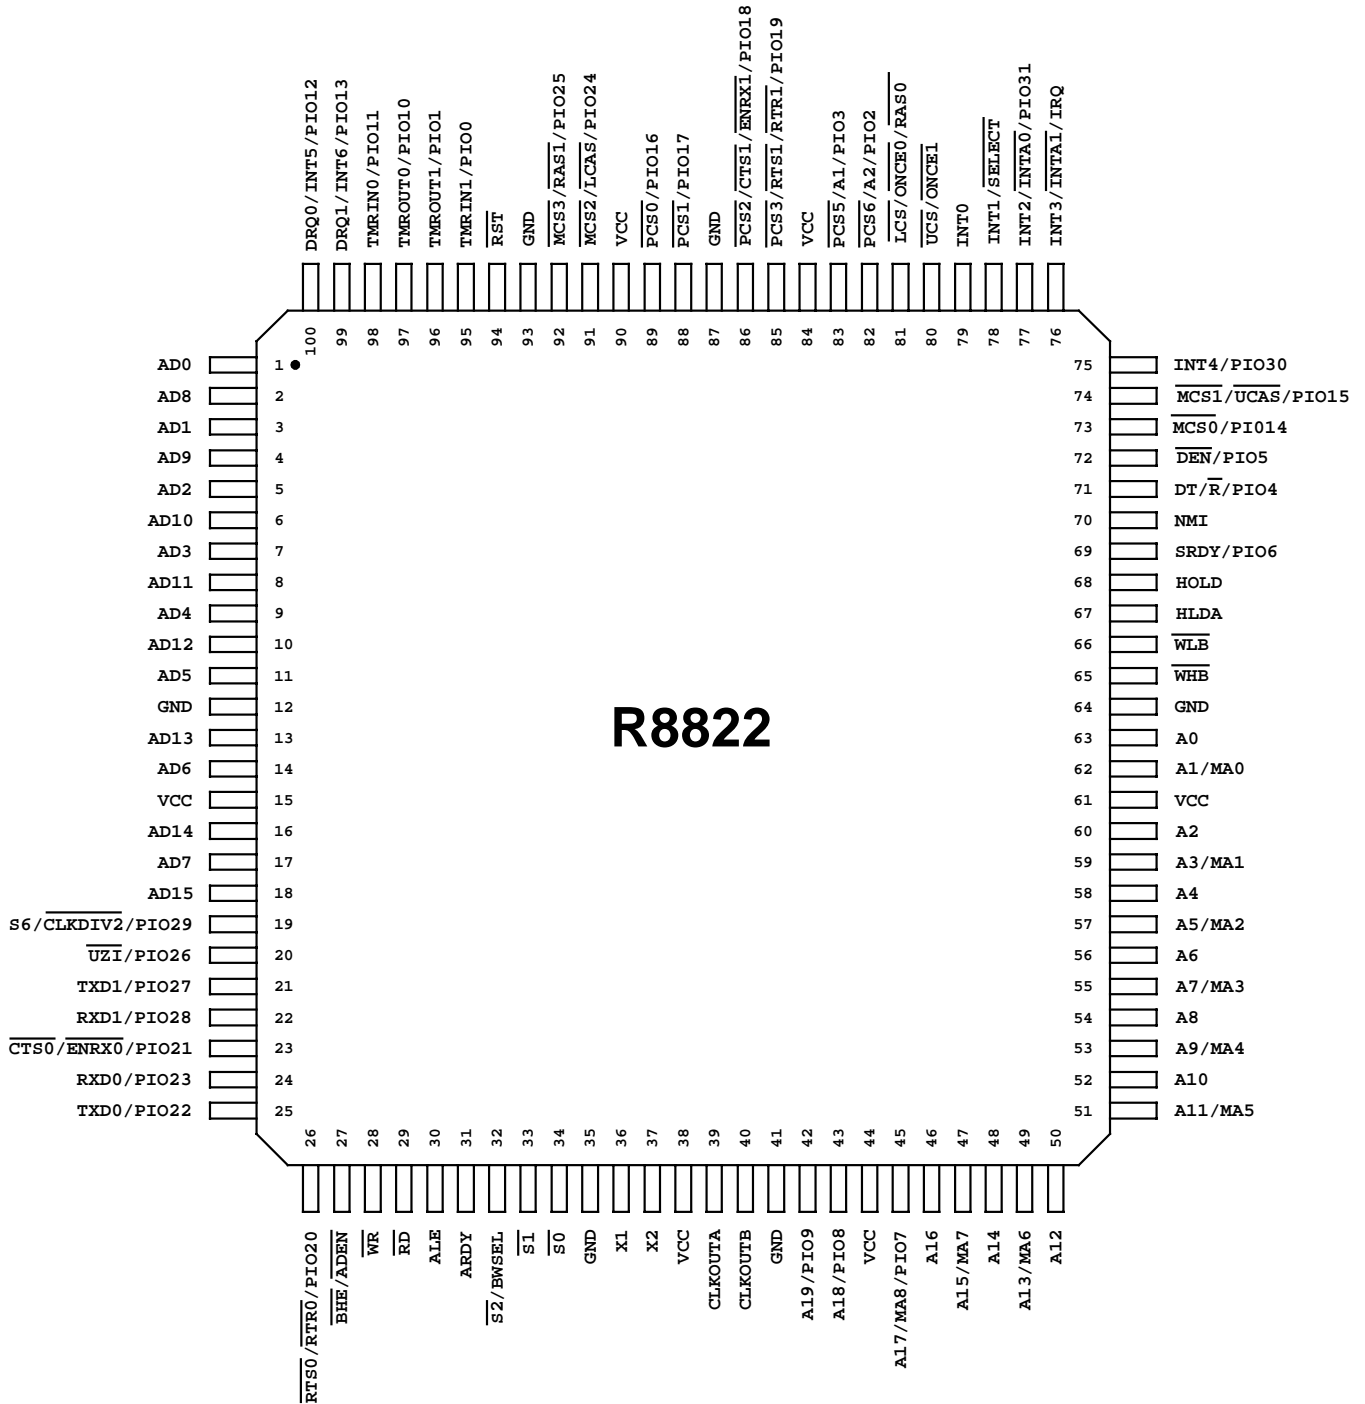 DRQ0/INT5/PIO12
DRQ1/INT6/PIO13
TMRIN0/PIO11
TMROUT0/PIO10
TMROUT1/PIO1
TMRIN1/PIO0
RST
GND
MCS3/RAS1/PIO25
MCS2/LCAS/PIO24
VCC
PCS0/PIO16
PCS1/PIO17
GND
PCS2/CTS1/ENRX1/PIO18
PCS3/RTS1/RTR1/PIO19
VCC
PCS5/A1/PIO3
PCS6/A2/PIO2
LCS/ONCE0/RAS0
UCS/ONCE1
INT0
INT1/SELECT
INT2/INTA0/PIO31
INT3/INTA1/IRQ
100 99 98 97 96 95 94 93 92 91 90 89 88 87 86 85 84 83 82 81 80 79 78 77 76
AD0 1 75 INT4/PIO30
AD8 2 74 MCS1/UCAS/PIO15
AD1 3 73 MCS0/PI014
AD9 4 72 DEN/PIO5
AD2 5 71 DT/R/PIO4
AD10 6 70 NMI
AD3 7 69 SRDY/PIO6
AD11 8 68 HOLD
AD4 9 67 HLDA
AD12 10 66 WLB
AD5 11 65 WHB
GND 12 64 GND
R8822
AD13 13 63 A0
AD6 14 62 A1/MA0
VCC 15 61 VCC
AD14 16 60 A2
AD7 17 59 A3/MA1
AD15 18 58 A4
S6/CLKDIV2/PIO29 19 57 A5/MA2
UZI/PIO26 20 56 A6
TXD1/PIO27 21 55 A7/MA3
RXD1/PIO28 22 54 A8
CTS0/ENRX0/PIO21 23 53 A9/MA4
RXD0/PIO23 24 52 A10
TXD0/PIO22 25 51 A11/MA5
26 27 28 29 30 31 32 33 34 35 36 37 38 39 40 41 42 43 44 45 46 47 48 49 50
RTS0/RTR0/PIO20
BHE/ADEN
WR
RD
ALE
ARDY
S2/BWSEL
S1
S0
GND
X1
X2
VCC
CLKOUTA
CLKOUTB
GND
A19/PIO9
A18/PIO8
VCC
A17/MA8/PIO7
A16
A15/MA7
A14
A13/MA6
A12